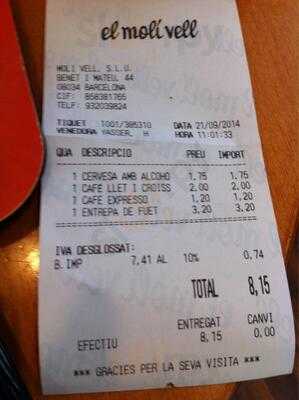 el molí vell
MOLI VELL, S.L.U.
BENET I MATEU, 44
08034 BARCELONA
CIF: B58381765
TELF: 932039824
TIQUET : T001/385310 DATA 21/09/2014
VENEDORA YASSER, H HORA 11:01:33
QUA DESCRIPCIO PREU IMPORT
1 CERVESA AMB ALCOHO 1,75 1,75
1 CAFE LLET I CROISS 2,00 2,00
1 CAFE EXPRESSO 1,20 1,20
1 ENTREPA DE FUET 3,20 3,20
IVA DESGLOSSAT:
B.IMP 7,41 AL 10% 0,74
TOTAL 8,15
ENTREGAT CANVI
EFECTIU 8,15 0,00
*** GRACIES PER LA SEVA VISITA ***